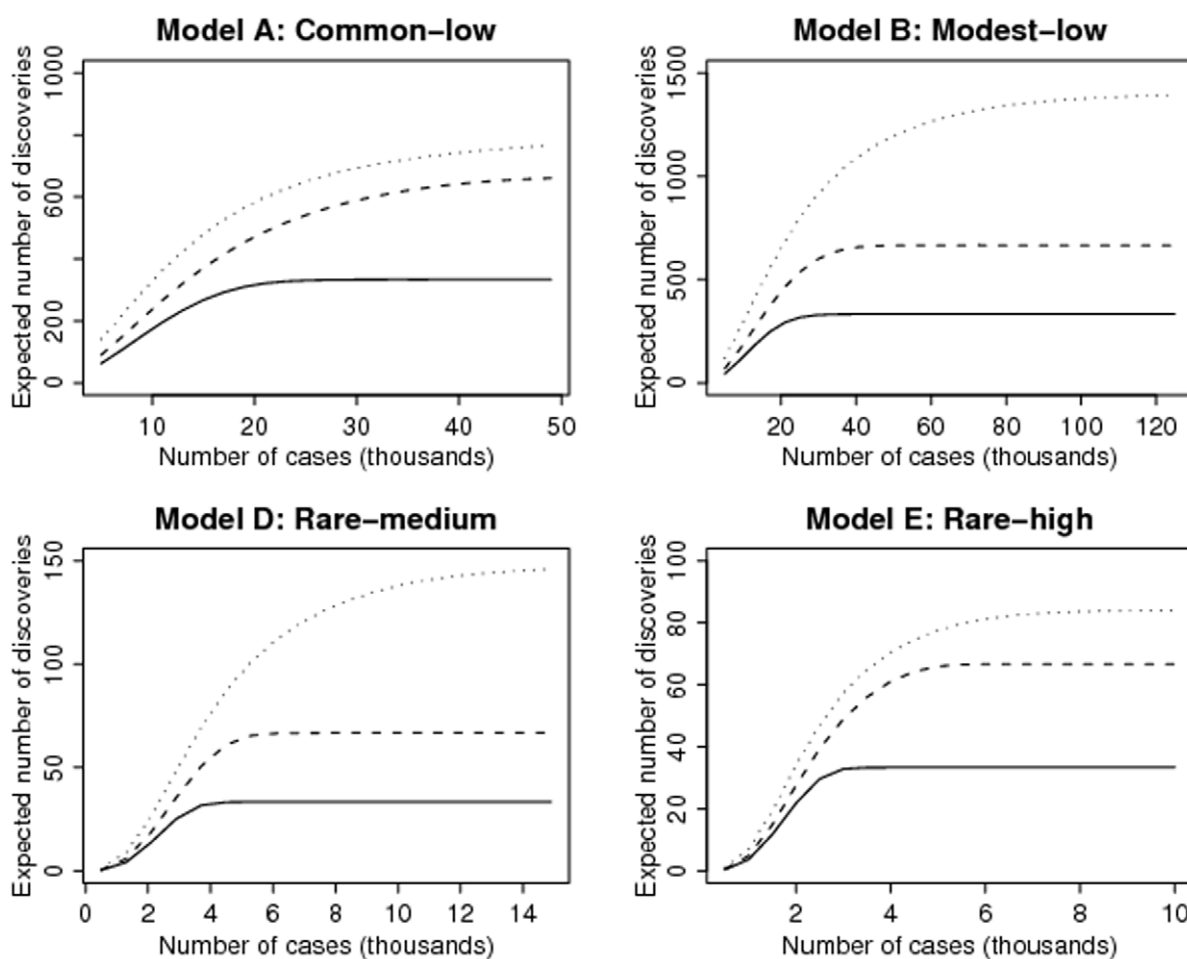 Model A: Common−low
Expected number of discoveries
0 200 600 1000
10 20 30 40 50
Number of cases (thousands)
Model B: Modest−low
Expected number of discoveries
0 500 1000 1500
20 40 60 80 100 120
Number of cases (thousands)
Model D: Rare−medium
Expected number of discoveries
0 50 100 150
0 2 4 6 8 10 12 14
Number of cases (thousands)
Model E: Rare−high
Expected number of discoveries
0 20 40 60 80 100
2 4 6 8 10
Number of cases (thousands)